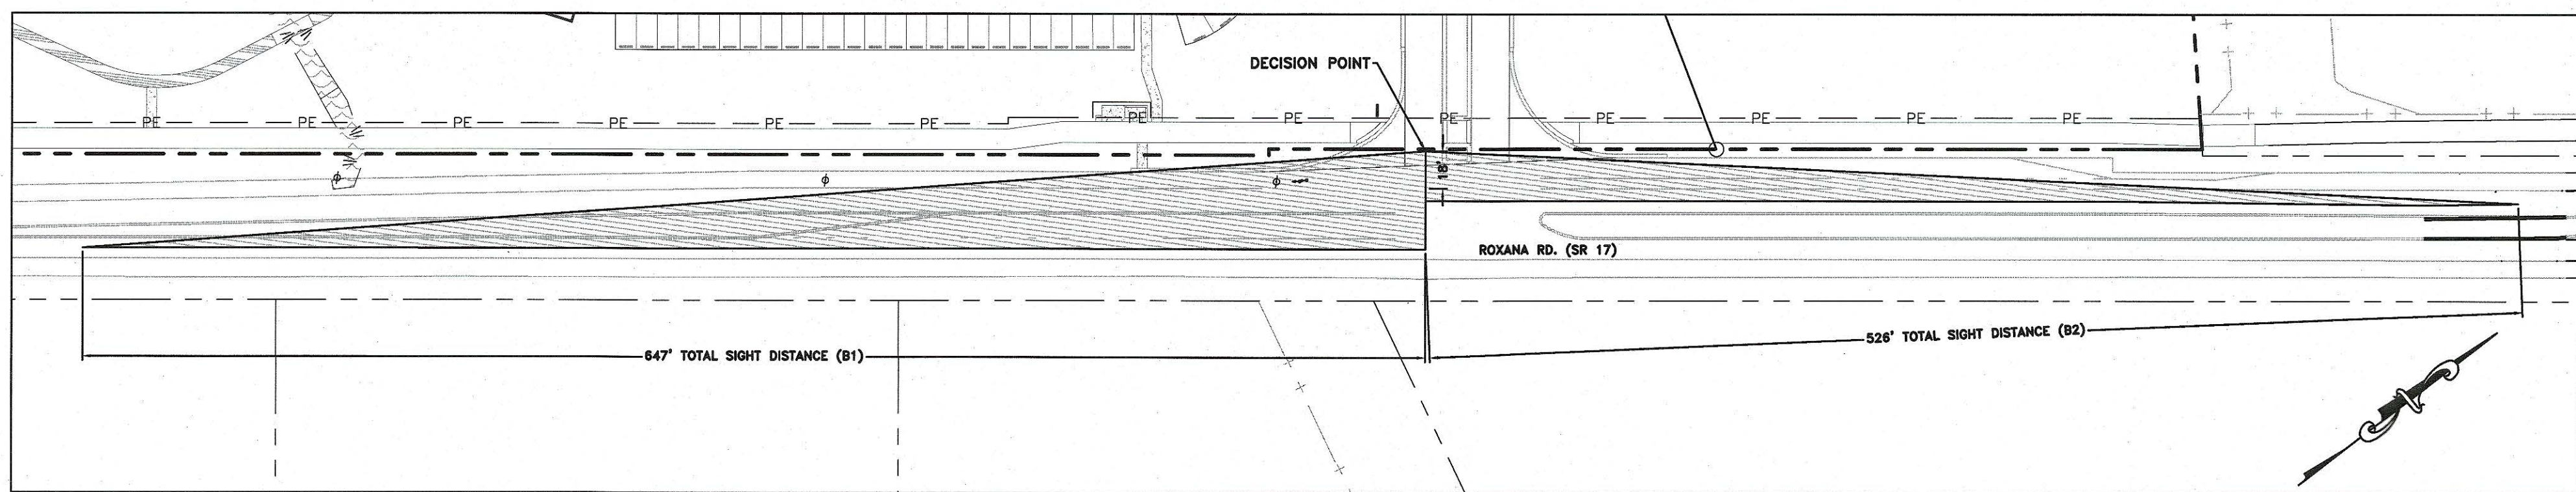 DECISION POINT
PE PE PE PE PE PE PE PE PE PE PE PE PE
18'
ROXANA RD. (SR 17)
647' TOTAL SIGHT DISTANCE (B1)
526' TOTAL SIGHT DISTANCE (B2)